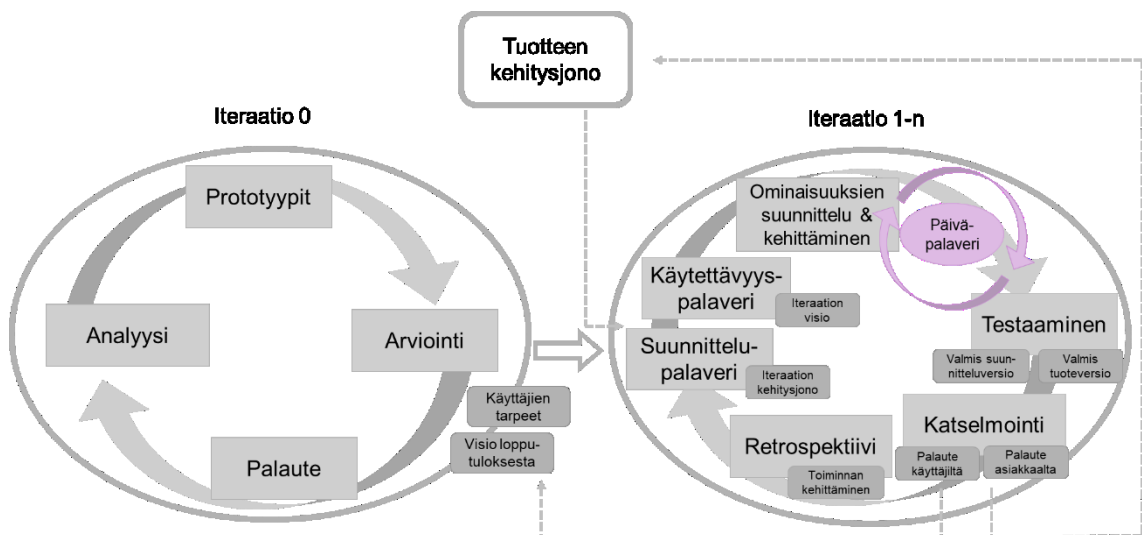 Tuotteen
kehitysjono
Iteraatio 0
Iteraatio 1-n
Prototyypit
Analyysi
Arviointi
Palaute
Käyttäjien
tarpeet
Visio loppu-
tuloksesta
Ominaisuuksien
suunnittelu &
kehittäminen
Päivä-
palaveri
Käytettävyys-
palaveri
Iteraation
visio
Suunnittelu-
palaveri
Iteraation
kehitysjono
Testaaminen
Valmis suun-
nitteluversio
Valmis
tuoteversio
Katselmointi
Palaute
käyttäjiltä
Palaute
asiakkaalta
Retrospektiivi
Toiminnan
kehittäminen